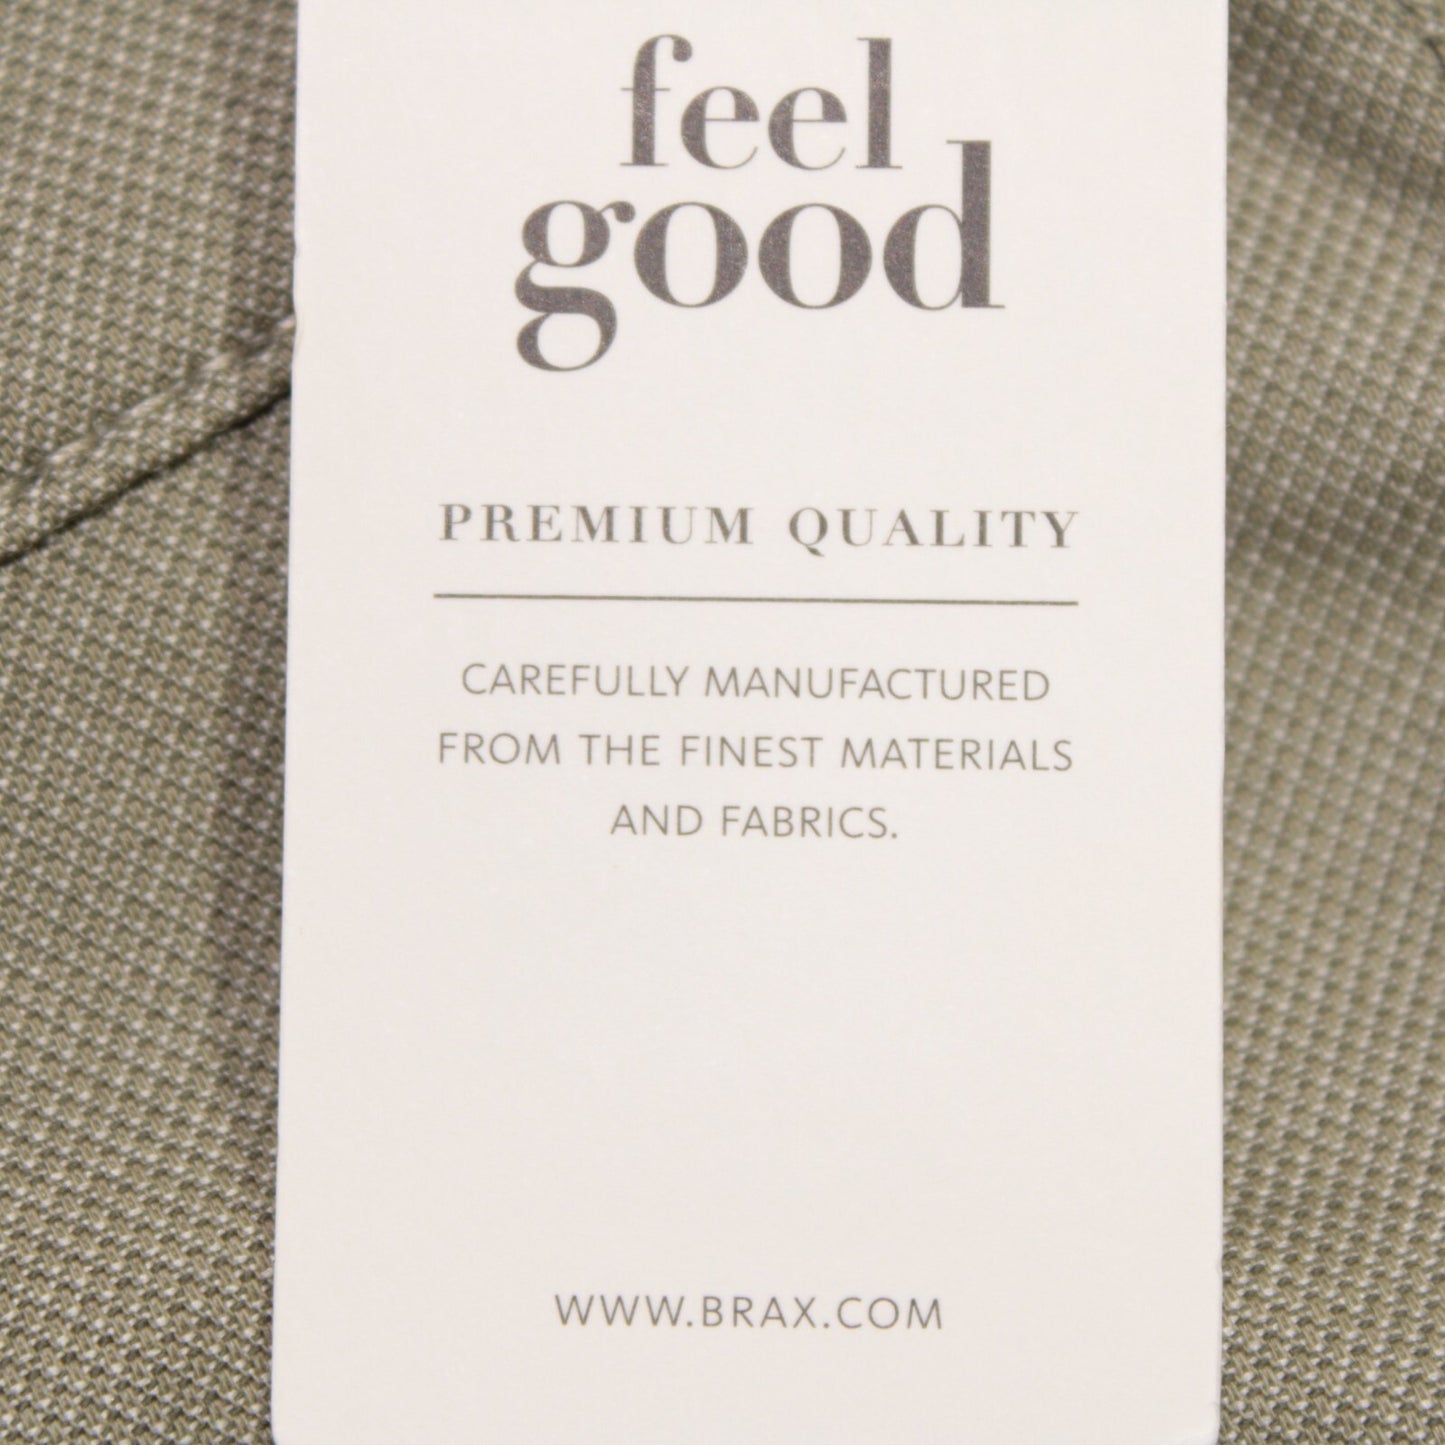 feel
good
PREMIUM QUALITY
CAREFULLY MANUFACTURED
FROM THE FINEST MATERIALS
AND FABRICS.
WWW.BRAX.COM